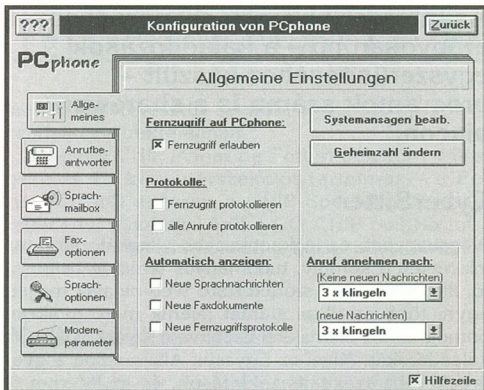 ???
Konfiguration von PCphone
Zurück
PCphone
Allgemeine Einstellungen
Allge-
meines
Anrufbe-
antworter
Sprach-
mailbox
Fax-
optionen
Sprach-
optionen
Modem-
parameter
Fernzugriff auf PCphone:
Fernzugriff erlauben
Systemansagen bearb.
Geheimzahl ändern
Protokolle:
Fernzugriff protokollieren
alle Anrufe protokollieren
Automatisch anzeigen:
Neue Sprachnachrichten
Neue Faxdokumente
Neue Fernzugriffsprotokolle
Anruf annehmen nach:
(Keine neuen Nachrichten)
3 x klingeln
(neue Nachrichten)
3 x klingeln
Hilfezeile